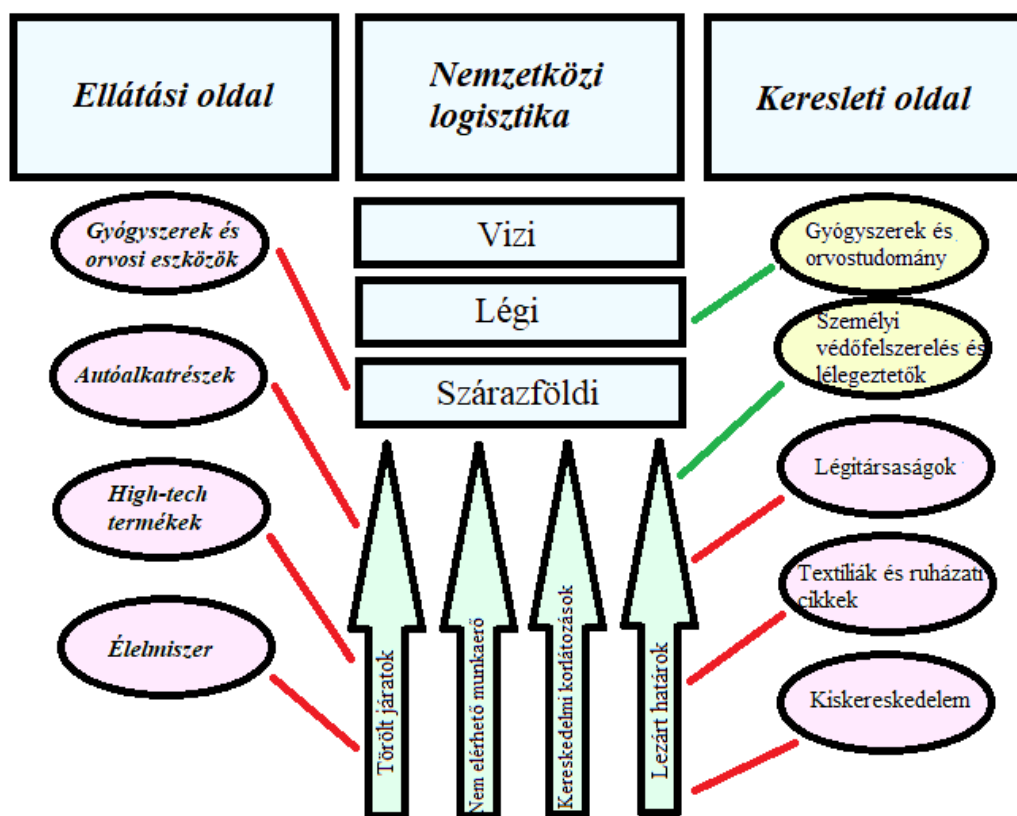 Ellátási oldal
Nemzetközi
logisztika
Keresleti oldal
Gyógyszerek és
orvosi eszközök
Autóalkatrészek
High-tech
termékek
Élelmiszer
Vizi
Légi
Szárazföldi
Törölt járatok
Nem elérhető munkaerő
Kereskedelmi korlátozások
Lezárt határok
Gyógyszerek és
orvostudomány
Személyi
védőfelszerelés és
lélegeztetők
Légitársaságok
Textíliák és ruházati
cikkek
Kiskereskedelem